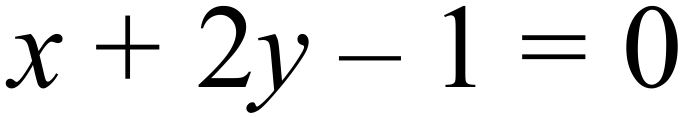 x + 2y − 1 = 0